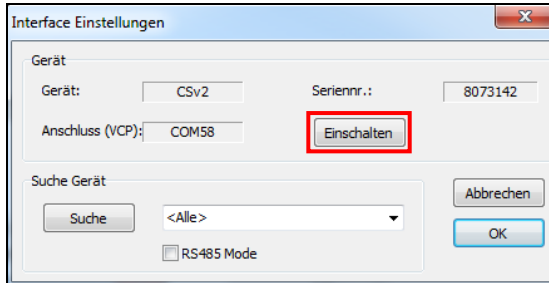 Interface Einstellungen
Gerät
Gerät: CSv2 Seriennr.: 8073142
Anschluss (VCP): COM58 Einschalten
Suche Gerät
Suche <Alle>
RS485 Mode
Abbrechen
OK